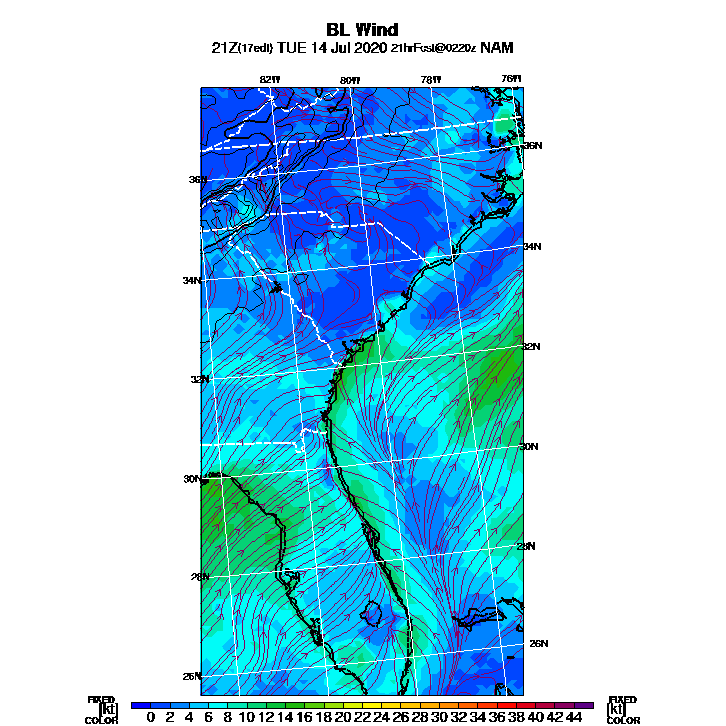 BL Wind
21Z(17edt) TUE 14 Jul 2020 21hrFcst@0220z NAM
82W 80W 78W 76W
36N
36N
34N
34N
32N
32N
30N
30N
28N
28N
26N
26N
FIXED FIXED
[kt] 0 2 4 6 8 10 12 14 16 18 20 22 24 26 28 30 32 34 36 38 40 42 44 [kt]
COLOR COLOR